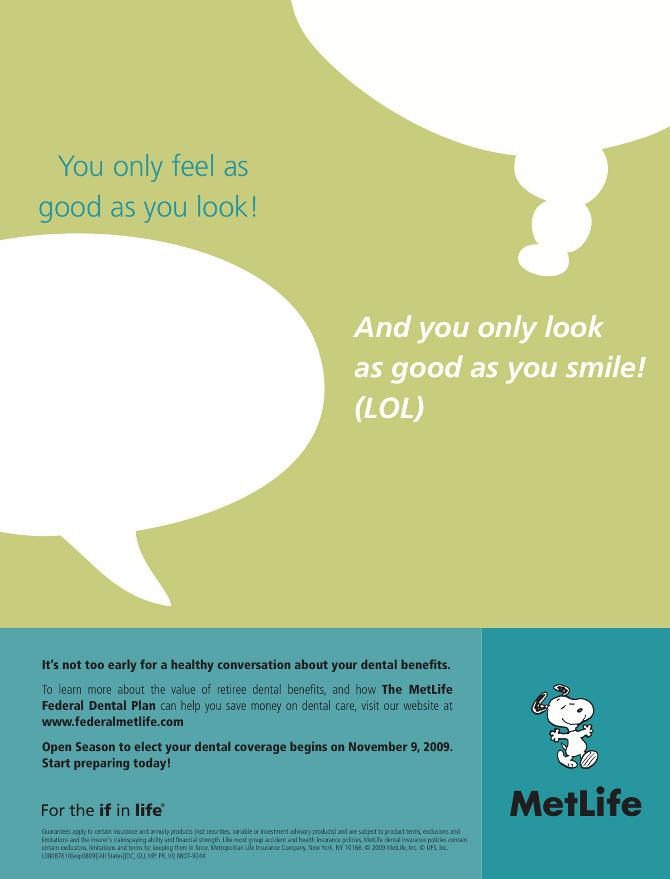 You only feel as
good as you look!
And you only look
as good as you smile!
(LOL)
It's not too early for a healthy conversation about your dental benefits.
To learn more about the value of retiree dental benefits, and how The MetLife
Federal Dental Plan can help you save money on dental care, visit our website at
www.federalmetlife.com
Open Season to elect your dental coverage begins on November 9, 2009.
Start preparing today!
For the if in life®
Guarantees apply to certain insurance and annuity products (not securities, variable or investment advisory products) and are subject to product terms, exclusions and
limitations and the insurer's claimspaying ability and financial strength. Like most group accident and health insurance policies, MetLife dental insurance policies contain
certain exclusions, limitations and terms for keeping them in force. Metropolitan Life Insurance Company, New York, NY 10166. © 2009 MetLife, Inc. © UFS, Inc.
L08087610[exp0809][All States][DC, GU, MP, PR, VI] 0807-9244
MetLife